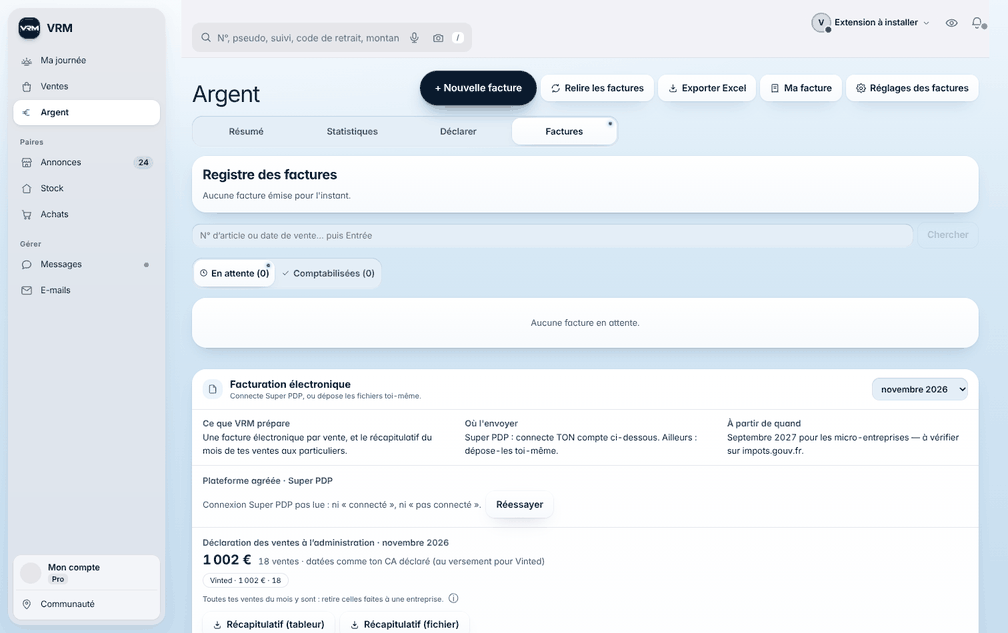 VRM
VRM
Ma journée
Ventes
Argent
Paires
Annonces
24
Stock
Achats
Gérer
Messages
E-mails
Mon compte
Pro
Communauté
N°, pseudo, suivi, code de retrait, montan
/
V
Extension à installer
Argent
+ Nouvelle facture
Relire les factures
Exporter Excel
Ma facture
Réglages des factures
Résumé
Statistiques
Déclarer
Factures
Registre des factures
Aucune facture émise pour l'instant.
N° d'article ou date de vente… puis Entrée
Chercher
En attente (0)
Comptabilisées (0)
Aucune facture en attente.
Facturation électronique
Connecte Super PDP, ou dépose les fichiers toi-même.
novembre 2026
Ce que VRM prépare
Une facture électronique par vente, et le récapitulatif du
mois de tes ventes aux particuliers.
Où l'envoyer
Super PDP : connecte TON compte ci-dessous. Ailleurs :
dépose-les toi-même.
À partir de quand
Septembre 2027 pour les micro-entreprises — à vérifier
sur impots.gouv.fr.
Plateforme agréée · Super PDP
Connexion Super PDP pas lue : ni « connecté », ni « pas connecté ».
Réessayer
Déclaration des ventes à l'administration · novembre 2026
1 002 € 18 ventes · datées comme ton CA déclaré (au versement pour Vinted)
Vinted · 1 002 € · 18
Toutes tes ventes du mois y sont : retire celles faites à une entreprise.
Récapitulatif (tableur)
Récapitulatif (fichier)